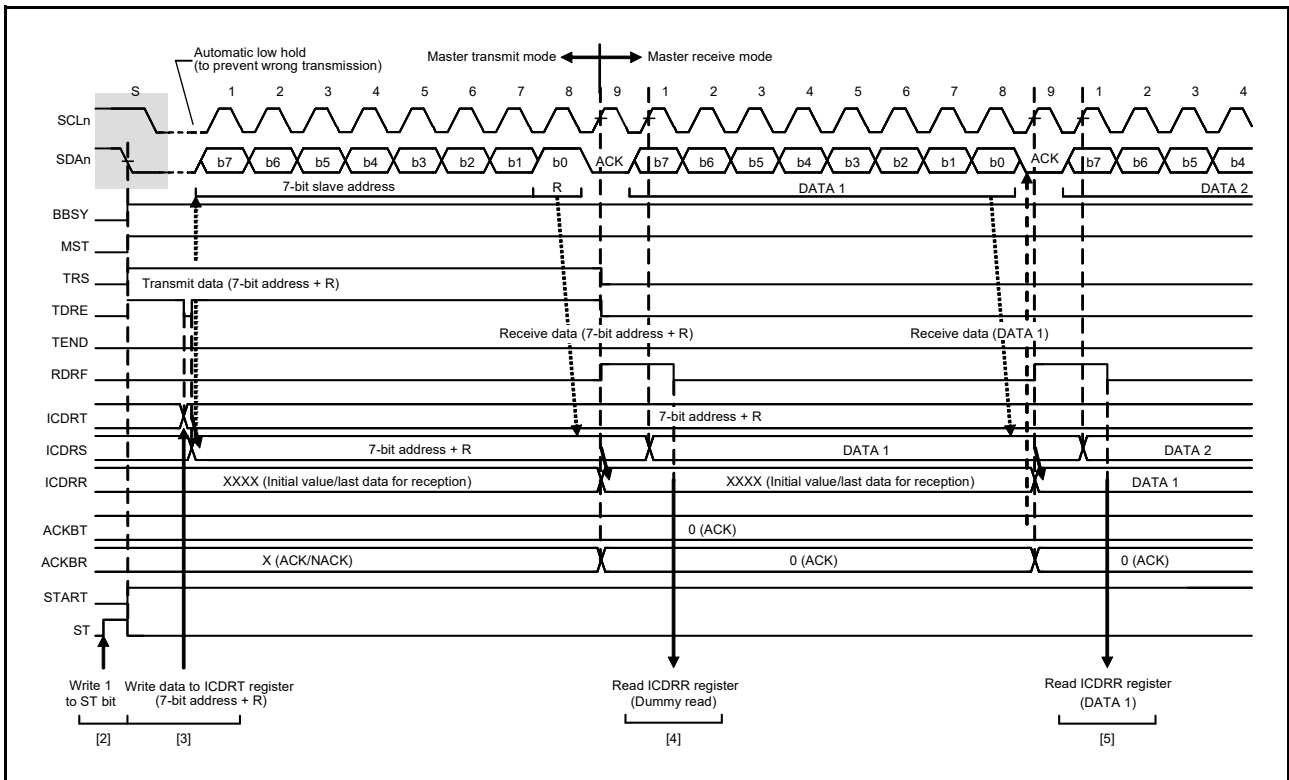 Automatic low hold
(to prevent wrong transmission)
Master transmit mode
Master receive mode
S 1 2 3 4 5 6 7 8 9 1 2 3 4 5 6 7 8 9 1 2 3 4
SCLn
SDAn b7 b6 b5 b4 b3 b2 b1 b0 ACK b7 b6 b5 b4 b3 b2 b1 b0 ACK b7 b6 b5 b4
7-bit slave address R DATA 1 DATA 2
BBSY
MST
TRS
Transmit data (7-bit address + R)
TDRE
TEND Receive data (7-bit address + R) Receive data (DATA 1)
RDRF
ICDRT 7-bit address + R
ICDRS 7-bit address + R DATA 1 DATA 2
ICDRR XXXX (Initial value/last data for reception) XXXX (Initial value/last data for reception) DATA 1
ACKBT 0 (ACK)
ACKBR X (ACK/NACK) 0 (ACK) 0 (ACK)
START
ST
Write 1
to ST bit
Write data to ICDRT register
(7-bit address + R)
Read ICDRR register
(Dummy read)
Read ICDRR register
(DATA 1)
[2] [3] [4] [5]